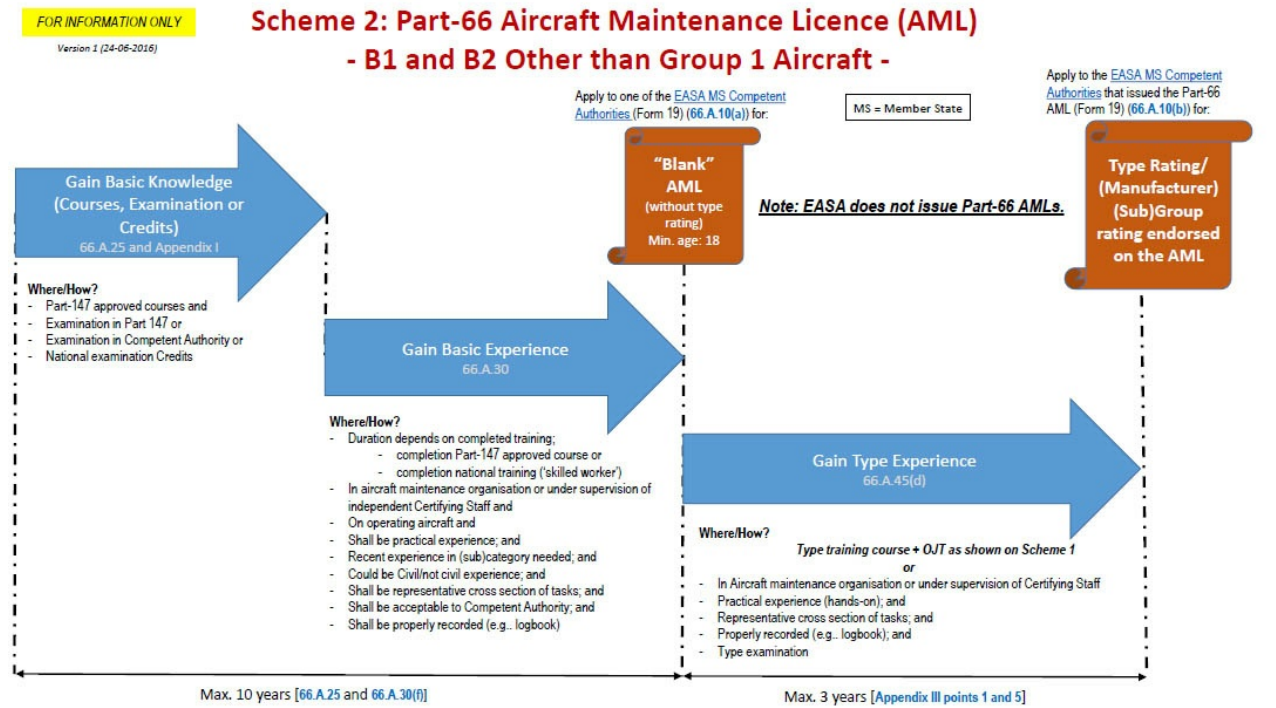 FOR INFORMATION ONLY
Version 1 (24-06-2016)
Scheme 2: Part-66 Aircraft Maintenance Licence (AML)
- B1 and B2 Other than Group 1 Aircraft -
Apply to one of the EASA MS Competent
Authorities (Form 19) (66.A.10(a)) for:
MS = Member State
Apply to the EASA MS Competent
Authorities that issued the Part-66
AML (Form 19) (66.A.10(b)) for:
Gain Basic Knowledge
(Courses, Examination or
Credits)
66.A.25 and Appendix I
"Blank"
AML
(without type
rating)
Min. age: 18
Note: EASA does not issue Part-66 AMLs.
Type Rating/
(Manufacturer)
(Sub)Group
rating endorsed
on the AML
Where/How?
- Part-147 approved courses and
- Examination in Part 147 or
- Examination in Competent Authority or
- National examination Credits
Gain Basic Experience
66.A.30
Where/How?
- Duration depends on completed training;
- completion Part-147 approved course or
- completion national training ('skilled worker')
- In aircraft maintenance organisation or under supervision of
independent Certifying Staff and
- On operating aircraft and
- Shall be practical experience; and
- Recent experience in (sub)category needed; and
- Could be Civil/not civil experience; and
- Shall be representative cross section of tasks; and
- Shall be acceptable to Competent Authority; and
- Shall be properly recorded (e.g.. logbook)
Gain Type Experience
66.A.45(d)
Where/How?
Type training course + OJT as shown on Scheme 1
or
- In Aircraft maintenance organisation or under supervision of Certifying Staff
- Practical experience (hands-on); and
- Representative cross section of tasks; and
- Properly recorded (e.g.. logbook); and
- Type examination
Max. 10 years [66.A.25 and 66.A.30(f)]
Max. 3 years [Appendix III points 1 and 5]